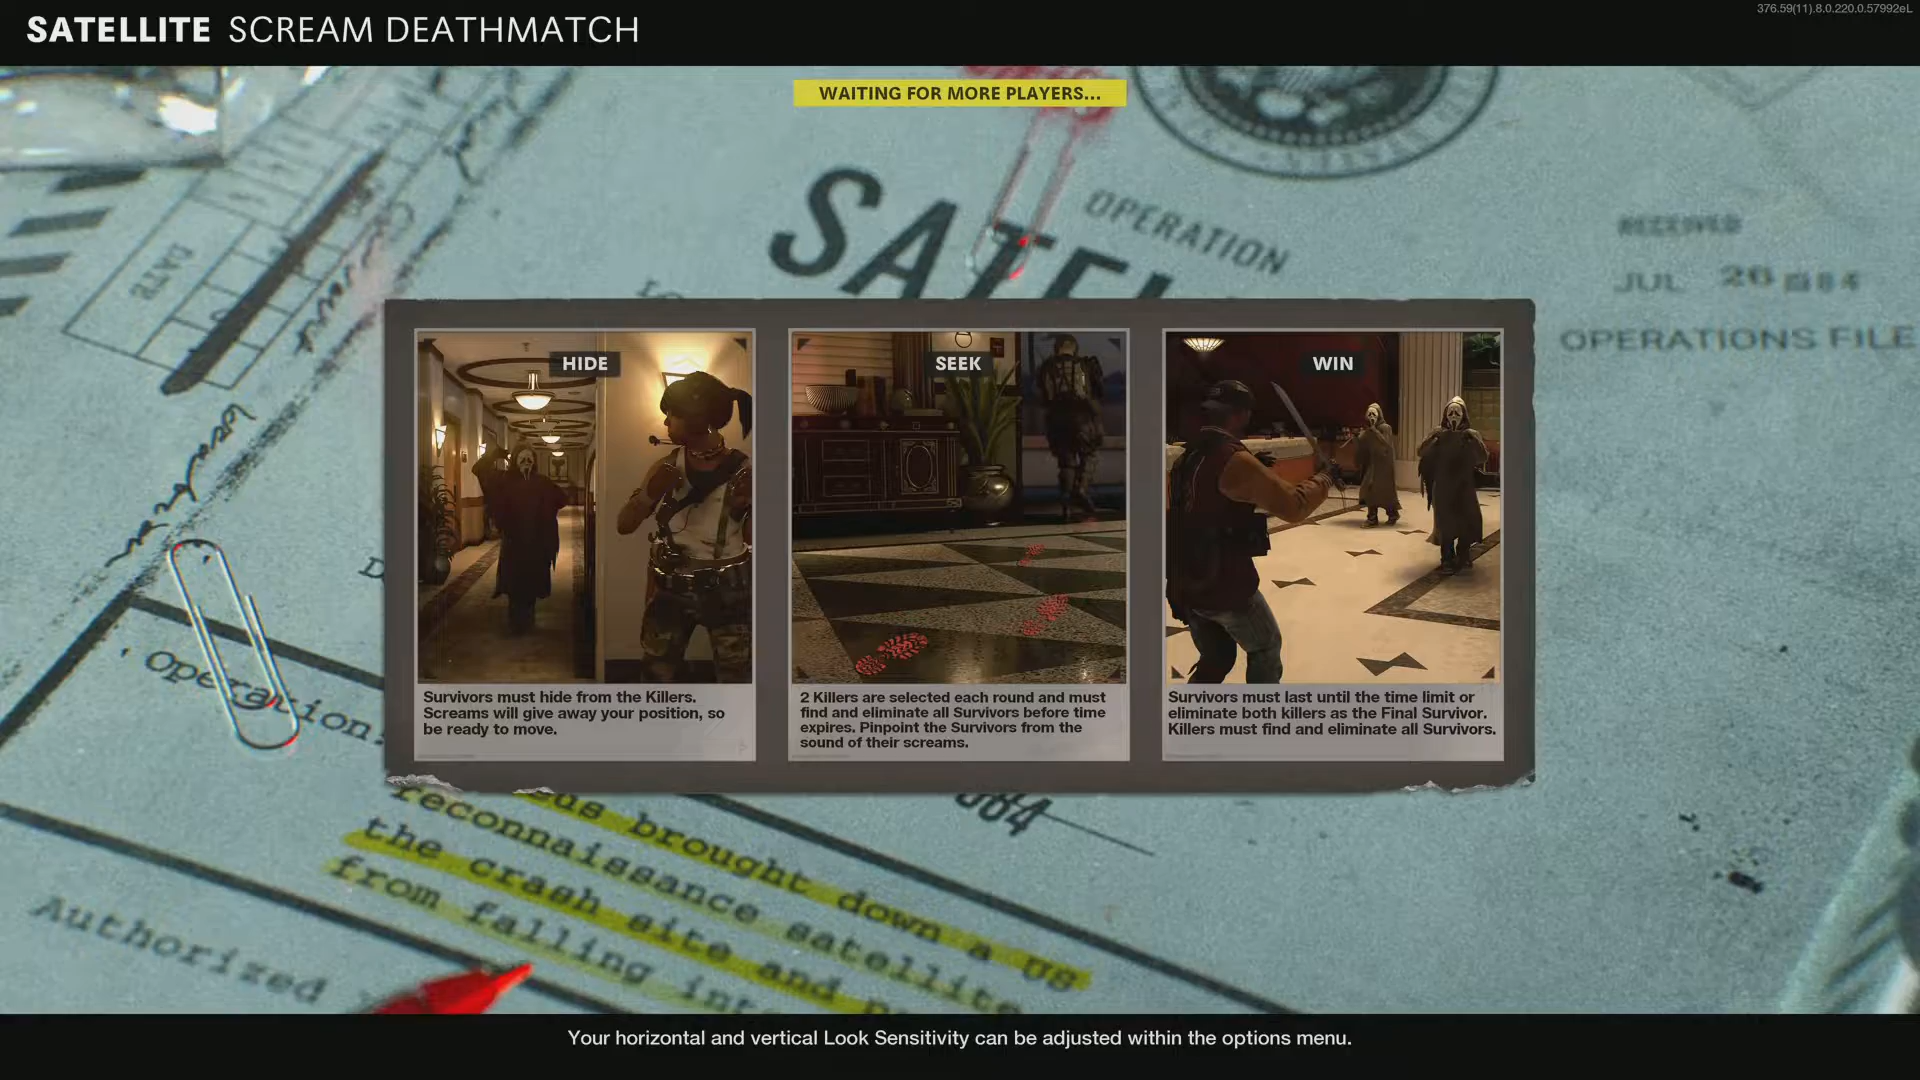 SATELLITE SCREAM DEATHMATCH
376.59(11).8.0.220.0.57992eL
WAITING FOR MORE PLAYERS...
OPERATION
RECEIVED
JUL 26 1984
OPERATIONS FILE
DATE
HIDE
SEEK
WIN
Survivors must hide from the Killers.
Screams will give away your position, so
be ready to move.
2 Killers are selected each round and must
find and eliminate all Survivors before time
expires. Pinpoint the Survivors from the
sound of their screams.
Survivors must last until the time limit or
eliminate both killers as the Final Survivor.
Killers must find and eliminate all Survivors.
Operation:
brought down a US
reconnaissance satellite
the crash site and
from falling
Authorized
Your horizontal and vertical Look Sensitivity can be adjusted within the options menu.